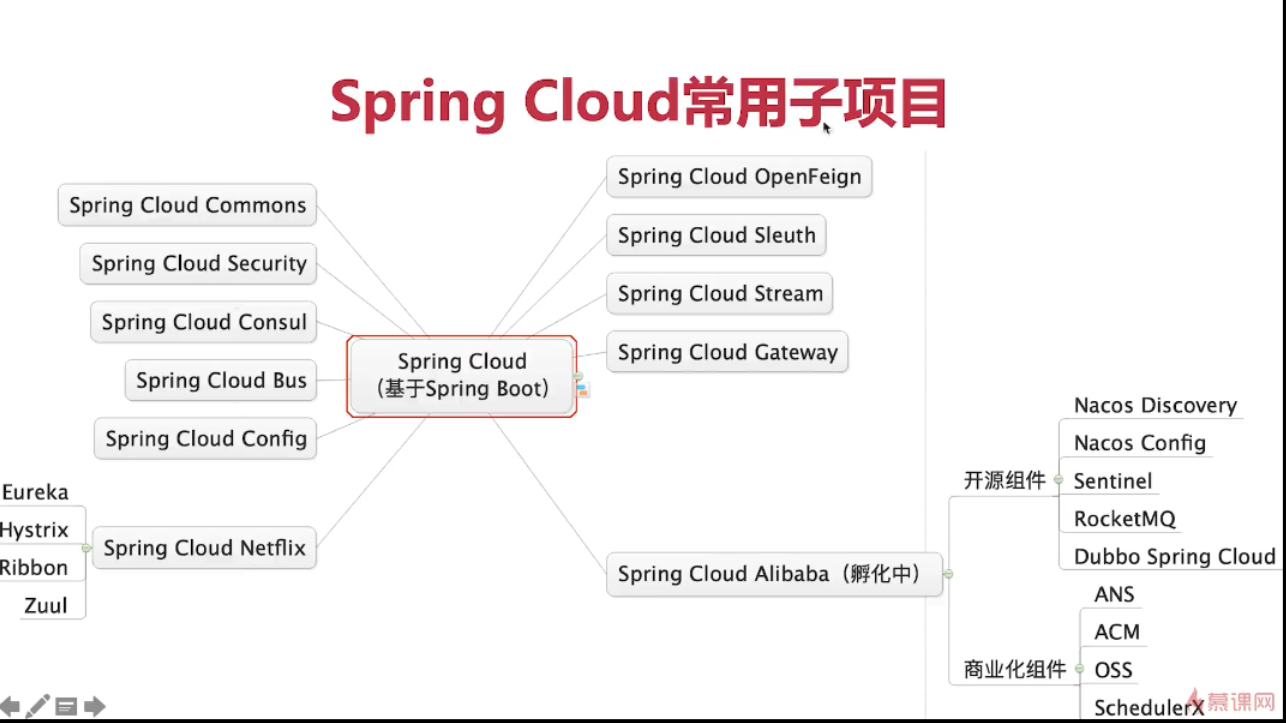 Spring Cloud常用子项目
Spring Cloud Commons
Spring Cloud Security
Spring Cloud Consul
Spring Cloud Bus
Spring Cloud Config
Spring Cloud Netflix
Eureka
Hystrix
Ribbon
Zuul
Spring Cloud
（基于Spring Boot）
Spring Cloud OpenFeign
Spring Cloud Sleuth
Spring Cloud Stream
Spring Cloud Gateway
Spring Cloud Alibaba（孵化中）
开源组件
Nacos Discovery
Nacos Config
Sentinel
RocketMQ
Dubbo Spring Cloud
商业化组件
ANS
ACM
OSS
SchedulerX
慕课网